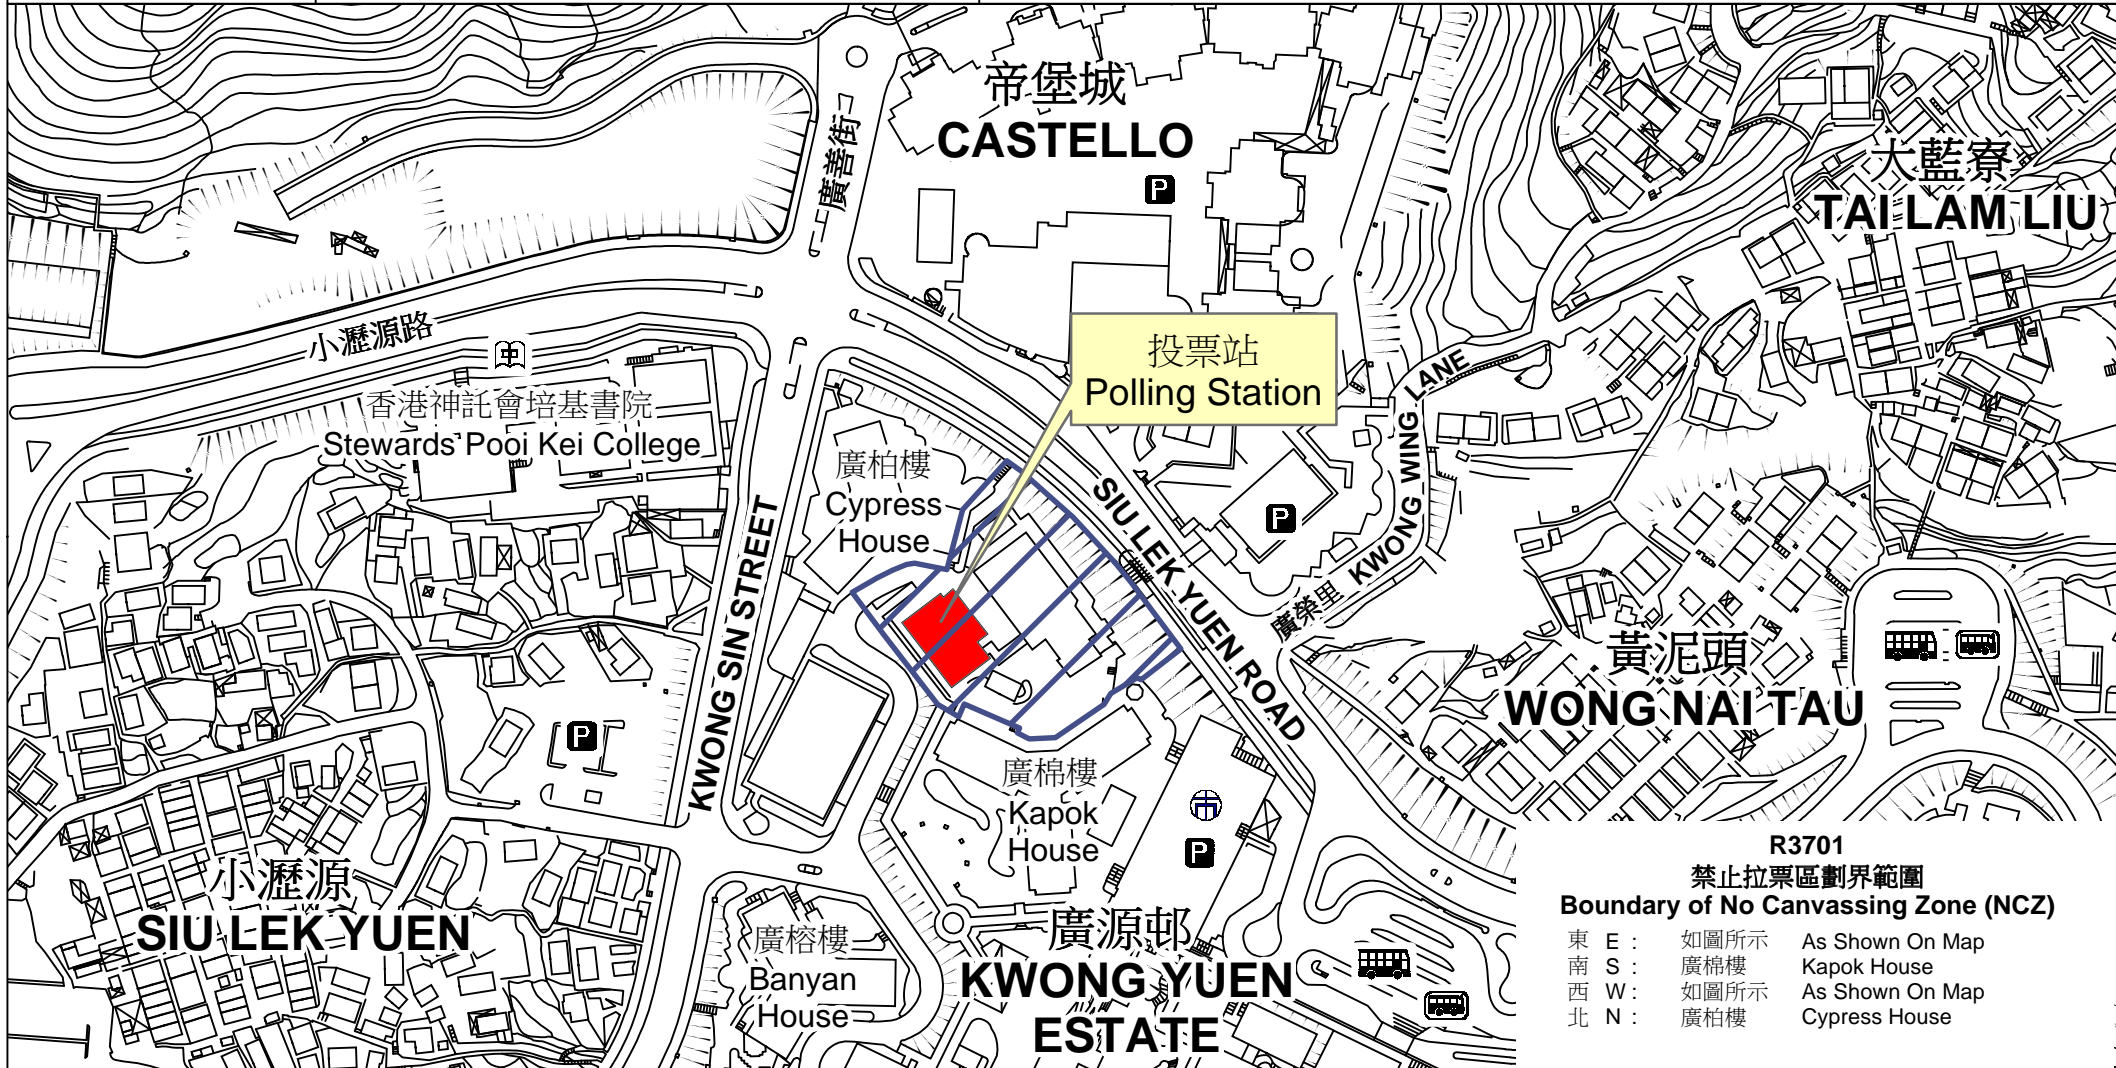 帝堡城
CASTELLO
廣善街
P
大藍寮
TAI LAM LIU
小瀝源路
中
香港神託會培基書院
Stewards Pooi Kei College
投票站
Polling Station
KWONG WING LANE
廣榮里
廣柏樓
Cypress
House
P
SIU LEK YUEN ROAD
KWONG SIN STREET
黃泥頭
WONG NAI TAU
P
廣棉樓
Kapok
House
P
小瀝源
SIU LEK YUEN
廣榕樓
Banyan
House
廣源邨
KWONG YUEN
ESTATE
R3701
禁止拉票區劃界範圍
Boundary of No Canvassing Zone (NCZ)
東 E : 如圖所示 As Shown On Map
南 S : 廣棉樓 Kapok House
西 W : 如圖所示 As Shown On Map
北 N : 廣柏樓 Cypress House